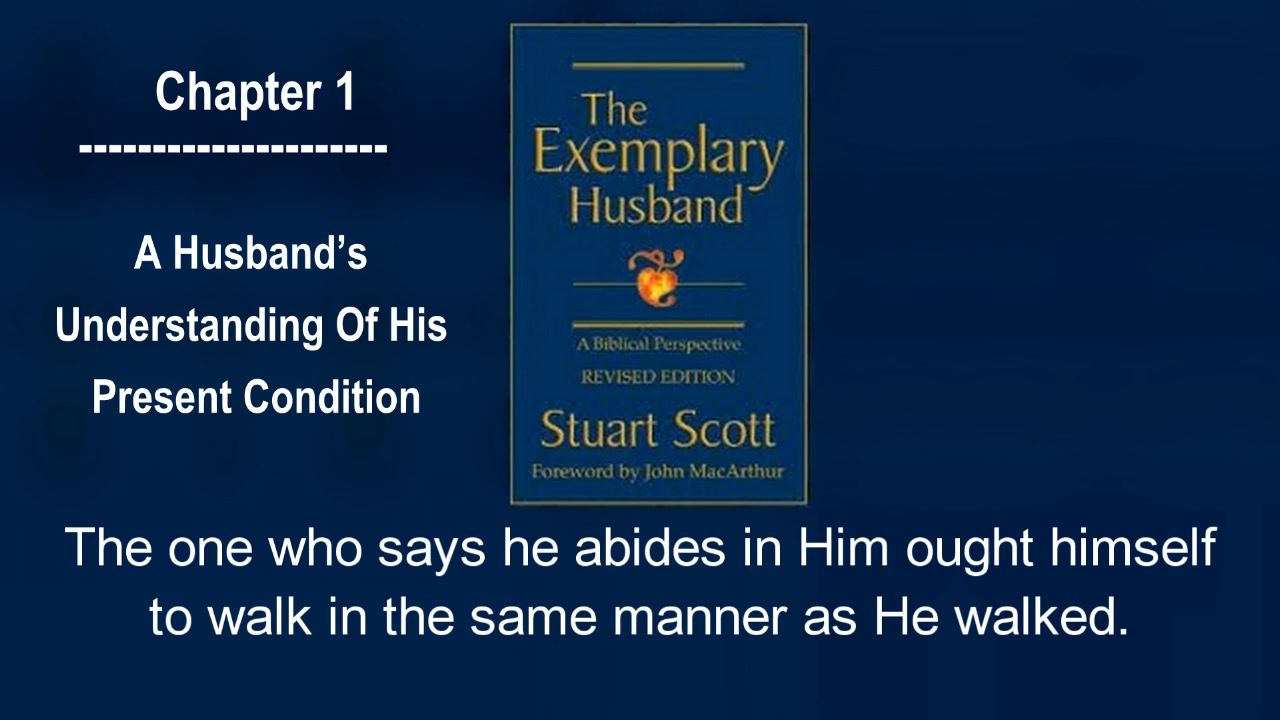 Chapter 1
---------------------
A Husband’s
Understanding Of His
Present Condition
The
Exemplary
Husband
A Biblical Perspective
REVISED EDITION
Stuart Scott
Foreword by John MacArthur
The one who says he abides in Him ought himself
to walk in the same manner as He walked.